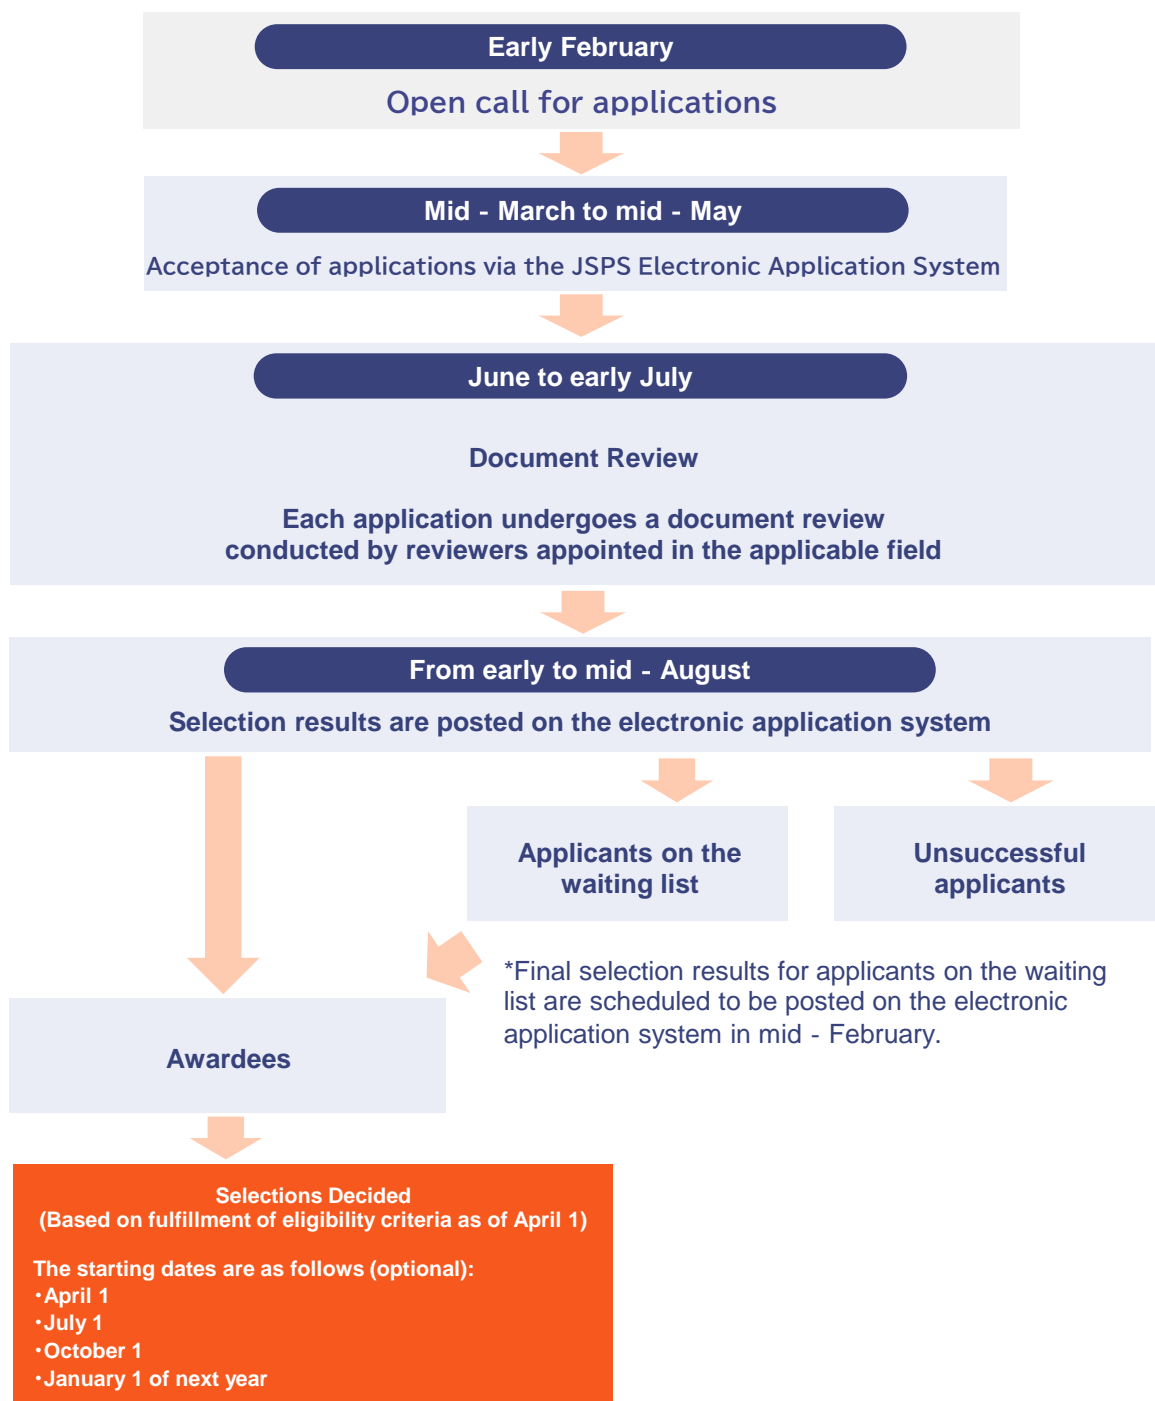 Early February
Open call for applications
Mid - March to mid - May
Acceptance of applications via the JSPS Electronic Application System
June to early July
Document Review
Each application undergoes a document review
conducted by reviewers appointed in the applicable field
From early to mid - August
Selection results are posted on the electronic application system
Applicants on the
waiting list
Unsuccessful
applicants
*Final selection results for applicants on the waiting
list are scheduled to be posted on the electronic
application system in mid - February.
Awardees
Selections Decided
(Based on fulfillment of eligibility criteria as of April 1)
The starting dates are as follows (optional):
・April 1
・July 1
・October 1
・January 1 of next year